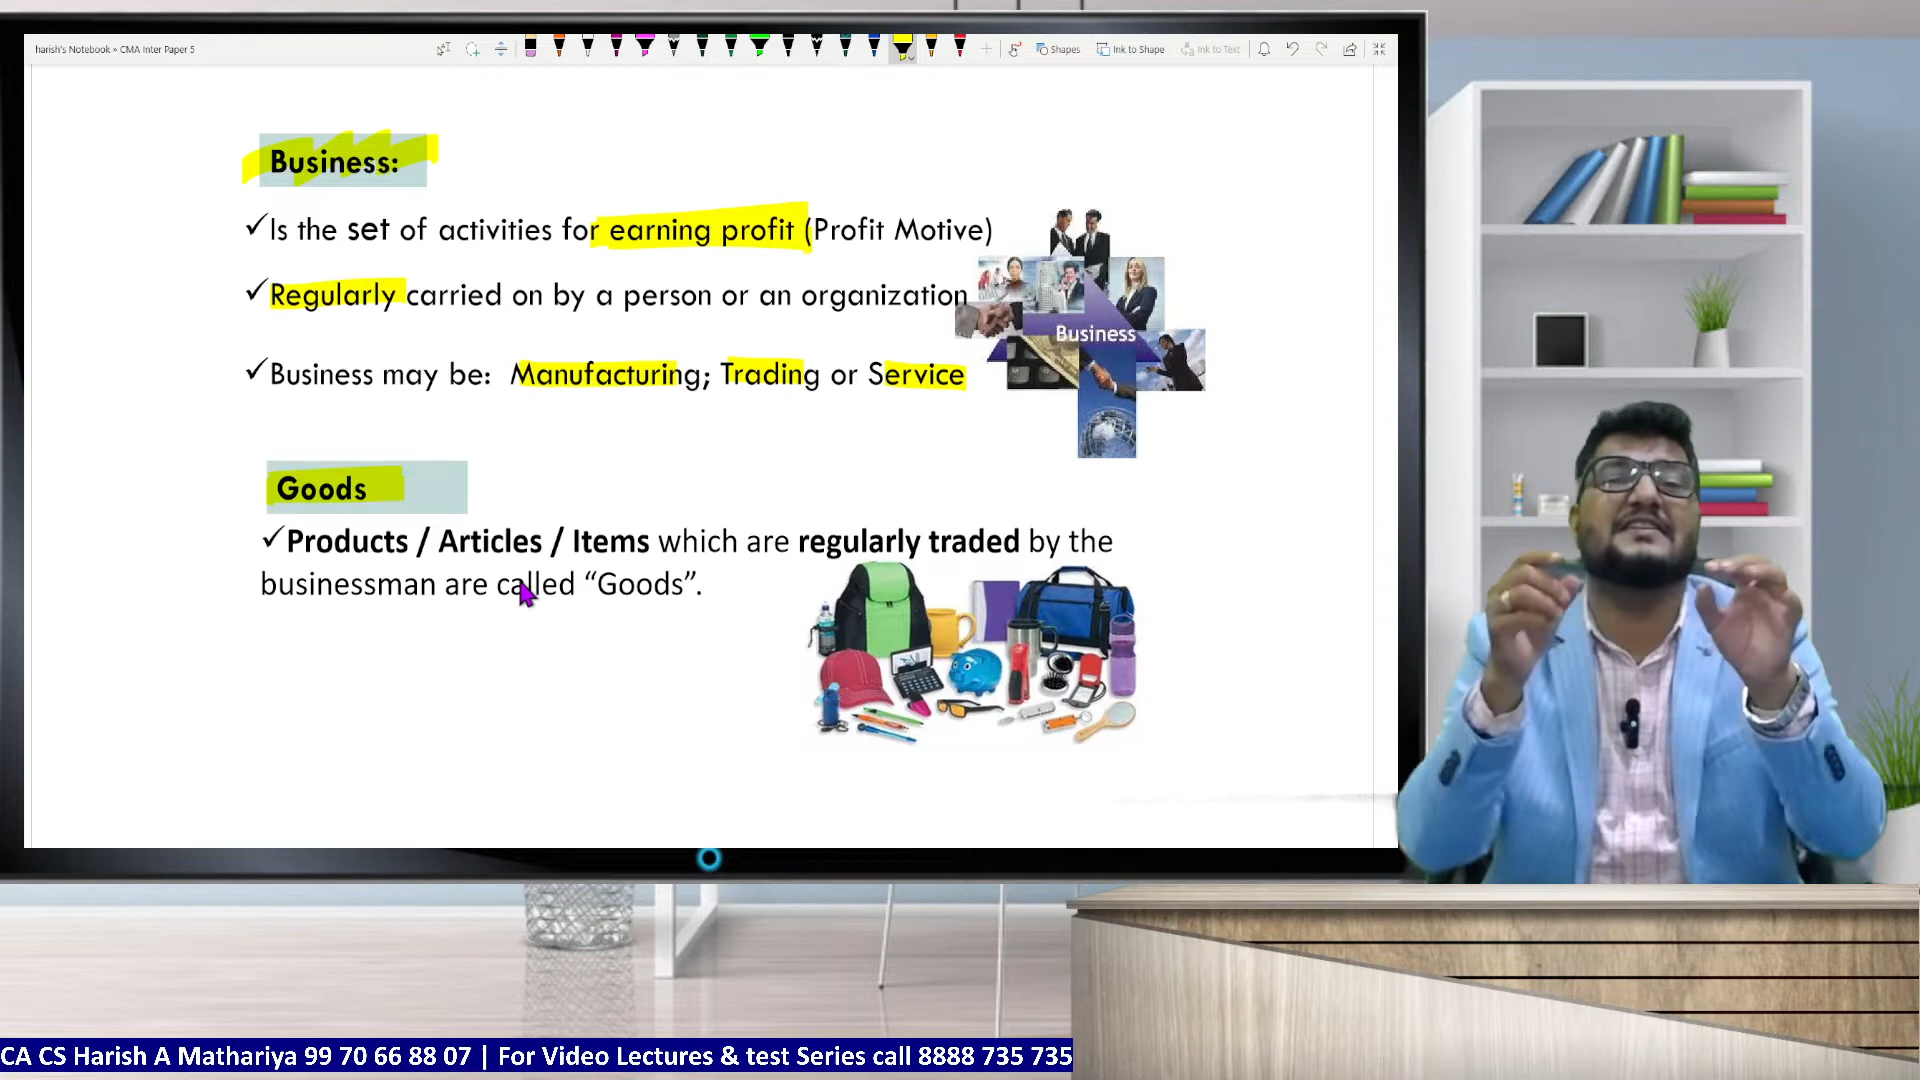 harish's Notebook » CMA Inter Paper 5
Shapes
Ink to Shape
Ink to Text
Business:
✓Is the set of activities for earning profit (Profit Motive)
✓Regularly carried on by a person or an organization
Business
✓Business may be: Manufacturing; Trading or Service
Goods
✓Products / Articles / Items which are regularly traded by the
businessman are called “Goods”.
CA CS Harish A Mathariya 99 70 66 88 07 | For Video Lectures & test Series call 8888 735 735